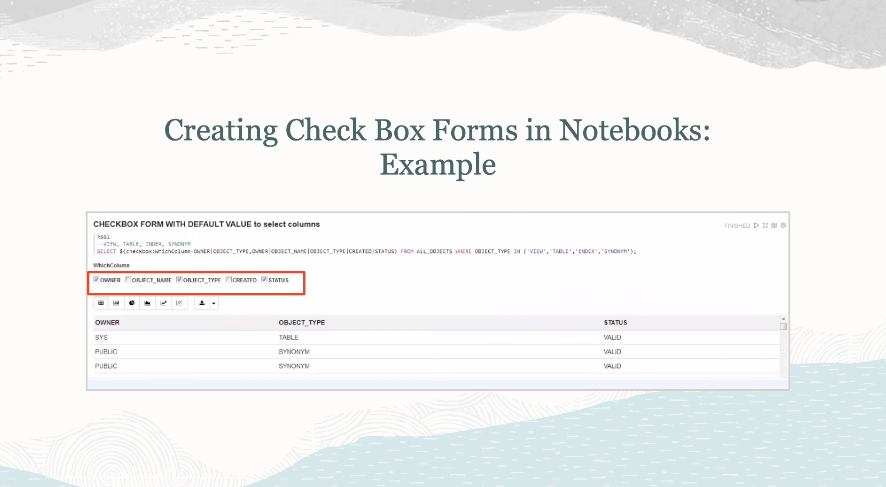 Creating Check Box Forms in Notebooks:
Example
CHECKBOX FORM WITH DEFAULT VALUE to select columns
FINISHED
%sql
--VIEW, TABLE, INDEX, SYNONYM
SELECT ${checkbox:WhichColumn=OWNER|OBJECT_TYPE,OWNER|OBJECT_NAME|OBJECT_TYPE|CREATED|STATUS} FROM ALL_OBJECTS WHERE OBJECT_TYPE IN ('VIEW','TABLE','INDEX','SYNONYM');
WhichColumn
OWNER OBJECT_NAME OBJECT_TYPE CREATED STATUS
OWNER OBJECT_TYPE STATUS
SYS TABLE VALID
PUBLIC SYNONYM VALID
PUBLIC SYNONYM VALID